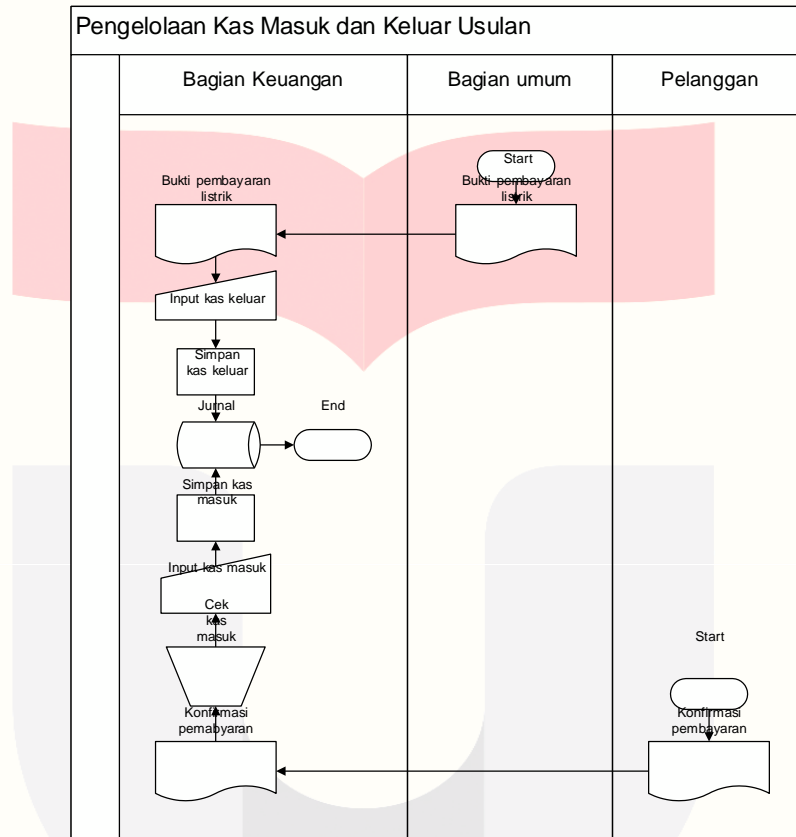 Pengelolaan Kas Masuk dan Keluar Usulan
Bagian Keuangan
Bagian umum
Pelanggan
Start
Bukti pembayaran
listrik
Bukti pembayaran
listrik
Input kas keluar
Simpan
kas keluar
Jurnal
End
Simpan kas
masuk
Input kas masuk
Cek
kas
masuk
Start
Konfirmasi
pemabyaran
Konfirmasi
pembayaran